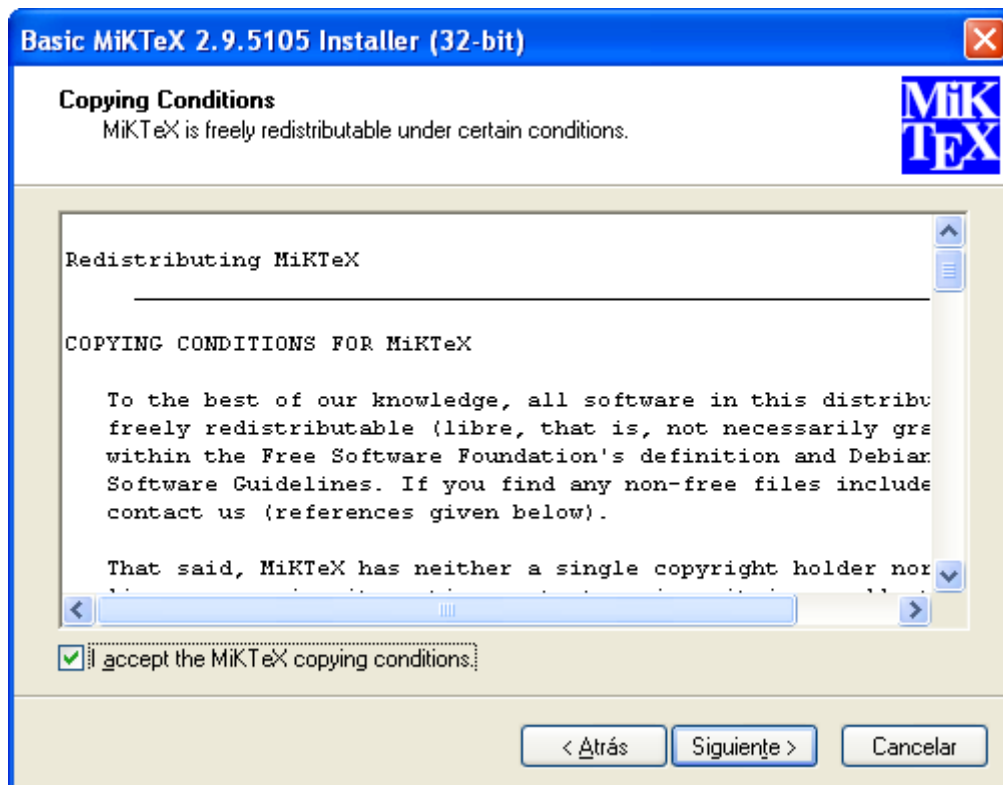 Basic MiKTeX 2.9.5105 Installer (32-bit)
Copying Conditions
MiKTeX is freely redistributable under certain conditions.
MiK
TEX
Redistributing MiKTeX
COPYING CONDITIONS FOR MiKTeX
To the best of our knowledge, all software in this distribu
freely redistributable (libre, that is, not necessarily gra
within the Free Software Foundation's definition and Debian
Software Guidelines. If you find any non-free files include
contact us (references given below).
That said, MiKTeX has neither a single copyright holder nor
I accept the MiKTeX copying conditions.
< Atrás
Siguiente >
Cancelar